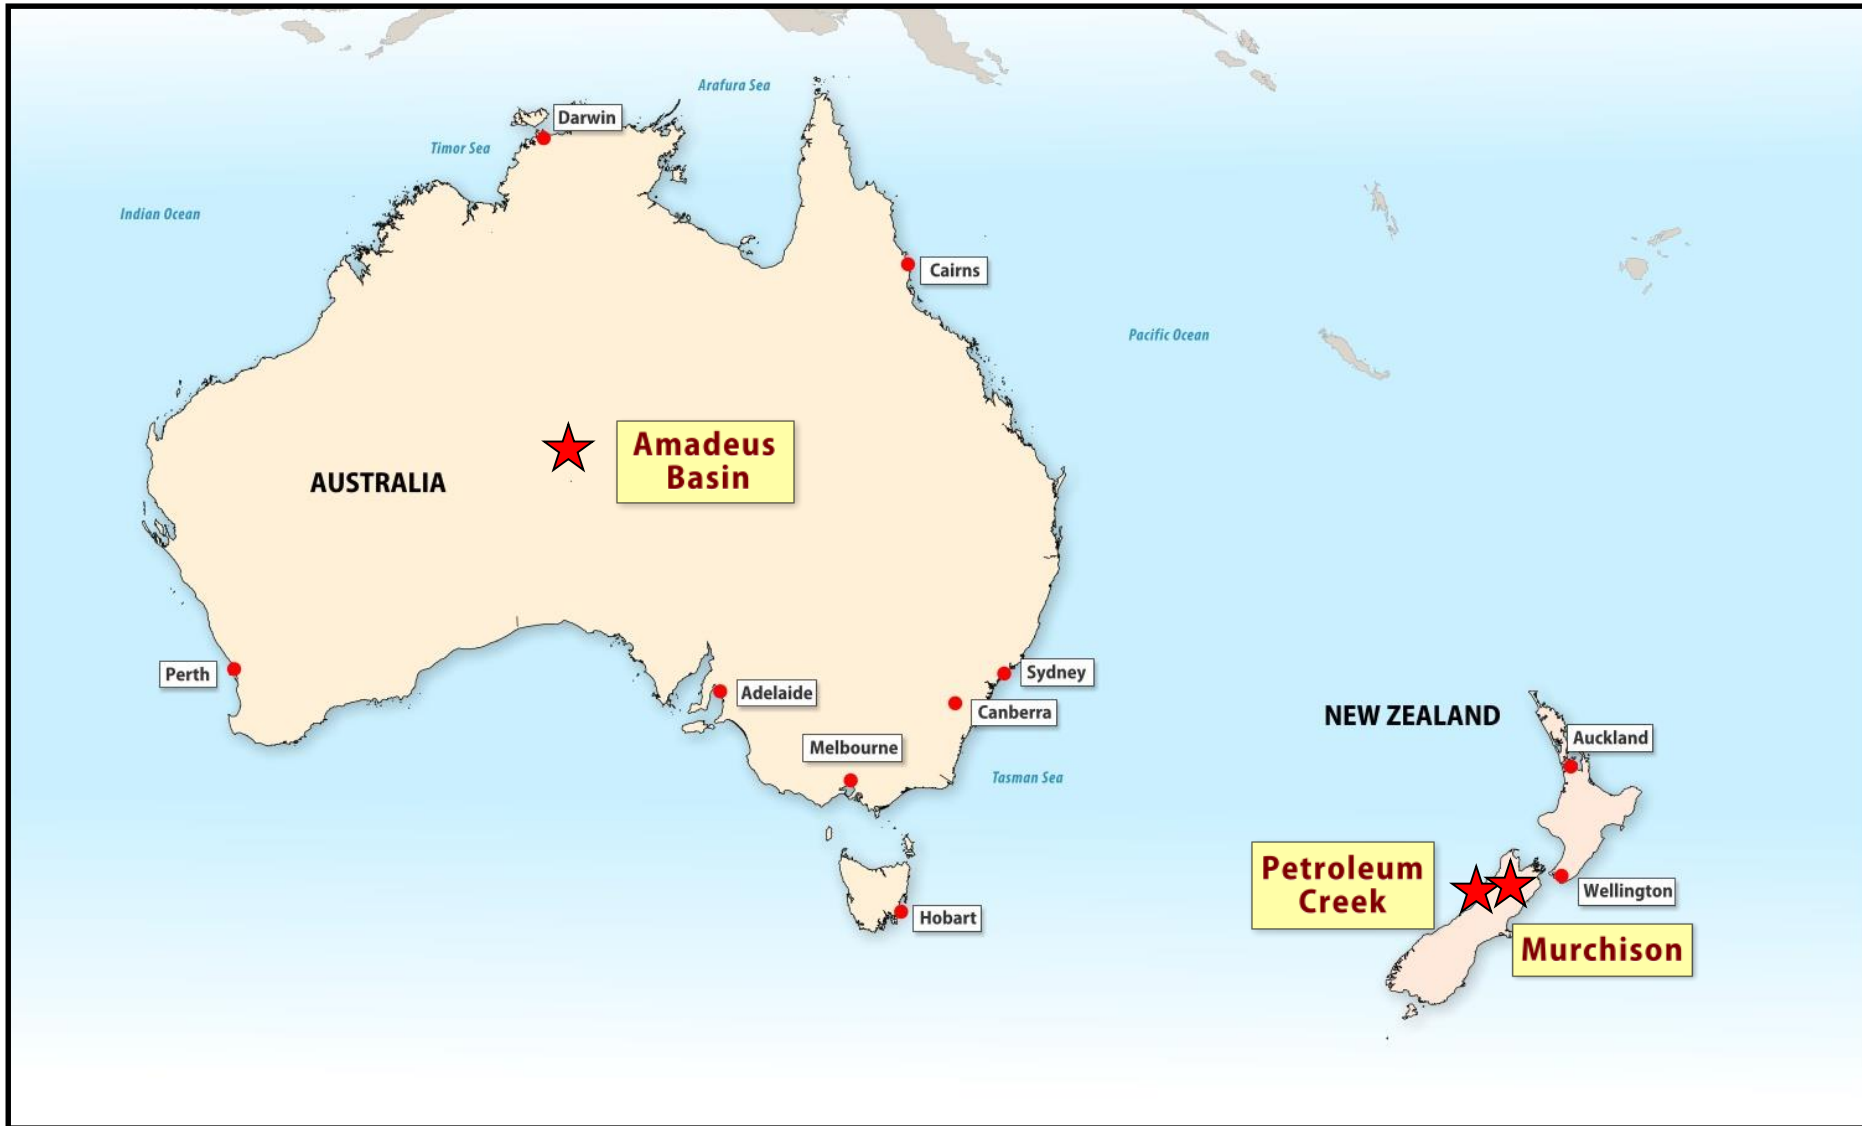 Arafura Sea
Darwin
Timor Sea
Indian Ocean
Cairns
Pacific Ocean
Amadeus
Basin
AUSTRALIA
Perth
Sydney
Adelaide
Canberra
NEW ZEALAND
Auckland
Melbourne
Tasman Sea
Petroleum
Creek
Wellington
Hobart
Murchison